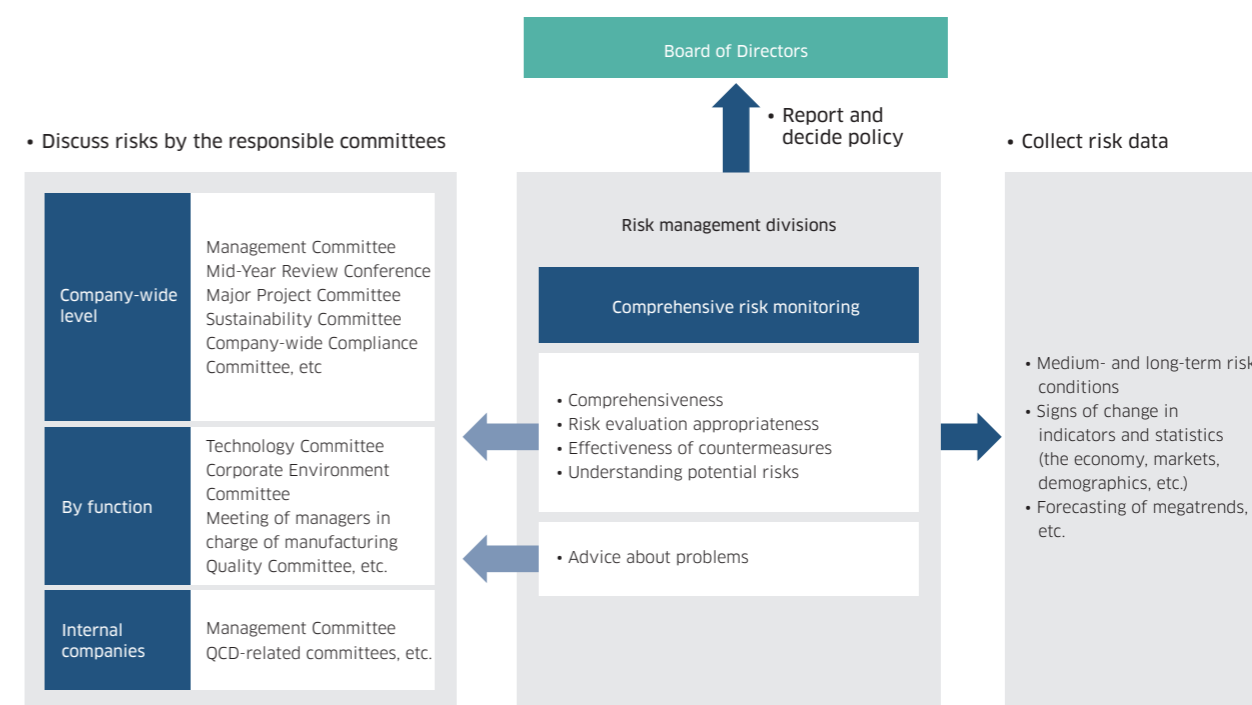 Board of Directors
• Report and
decide policy
• Discuss risks by the responsible committees
Company-wide
level
Management Committee
Mid-Year Review Conference
Major Project Committee
Sustainability Committee
Company-wide Compliance
Committee, etc
By function
Technology Committee
Corporate Environment
Committee
Meeting of managers in
charge of manufacturing
Quality Committee, etc.
Internal
companies
Management Committee
QCD-related committees, etc.
Risk management divisions
Comprehensive risk monitoring
• Comprehensiveness
• Risk evaluation appropriateness
• Effectiveness of countermeasures
• Understanding potential risks
• Advice about problems
• Collect risk data
• Medium- and long-term risk
conditions
• Signs of change in
indicators and statistics
(the economy, markets,
demographics, etc.)
• Forecasting of megatrends,
etc.